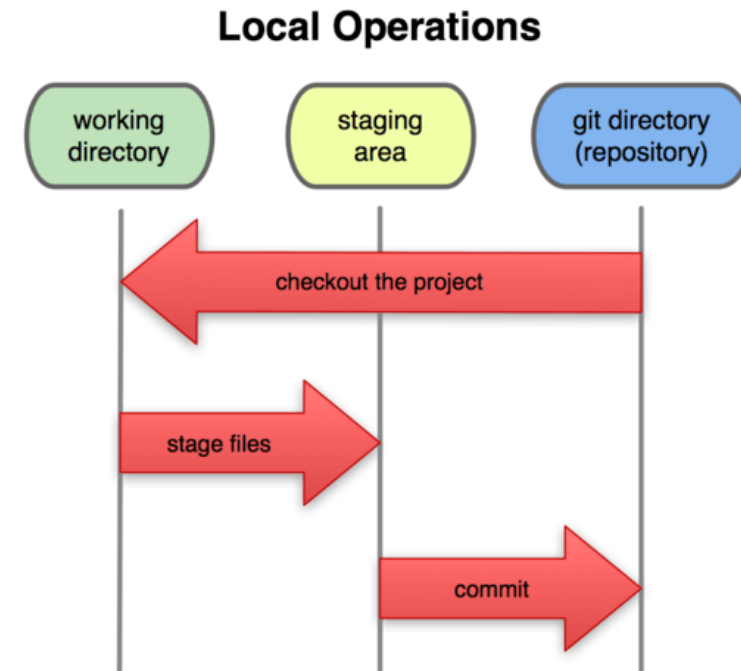 Local Operations
working
directory
staging
area
git directory
(repository)
checkout the project
stage files
commit